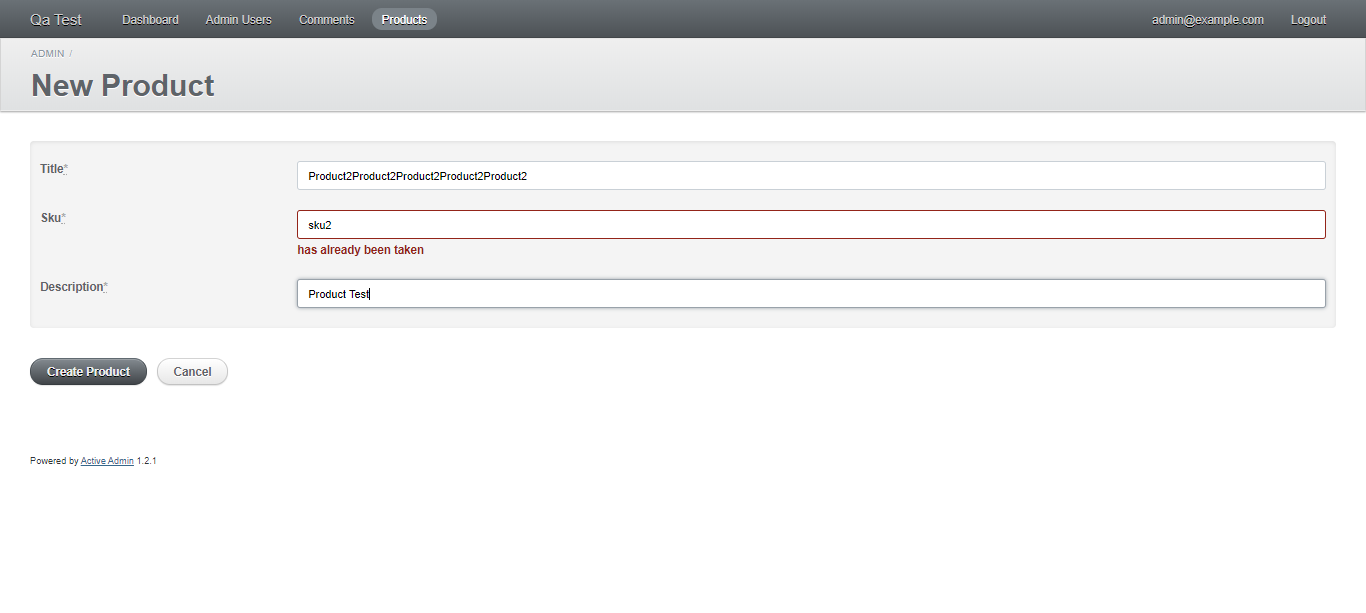 Qa Test Dashboard Admin Users Comments Products admin@example.com Logout
ADMIN /
New Product
Title* Product2Product2Product2Product2Product2
Sku* sku2
has already been taken
Description* Product Test
Create Product Cancel
Powered by Active Admin 1.2.1